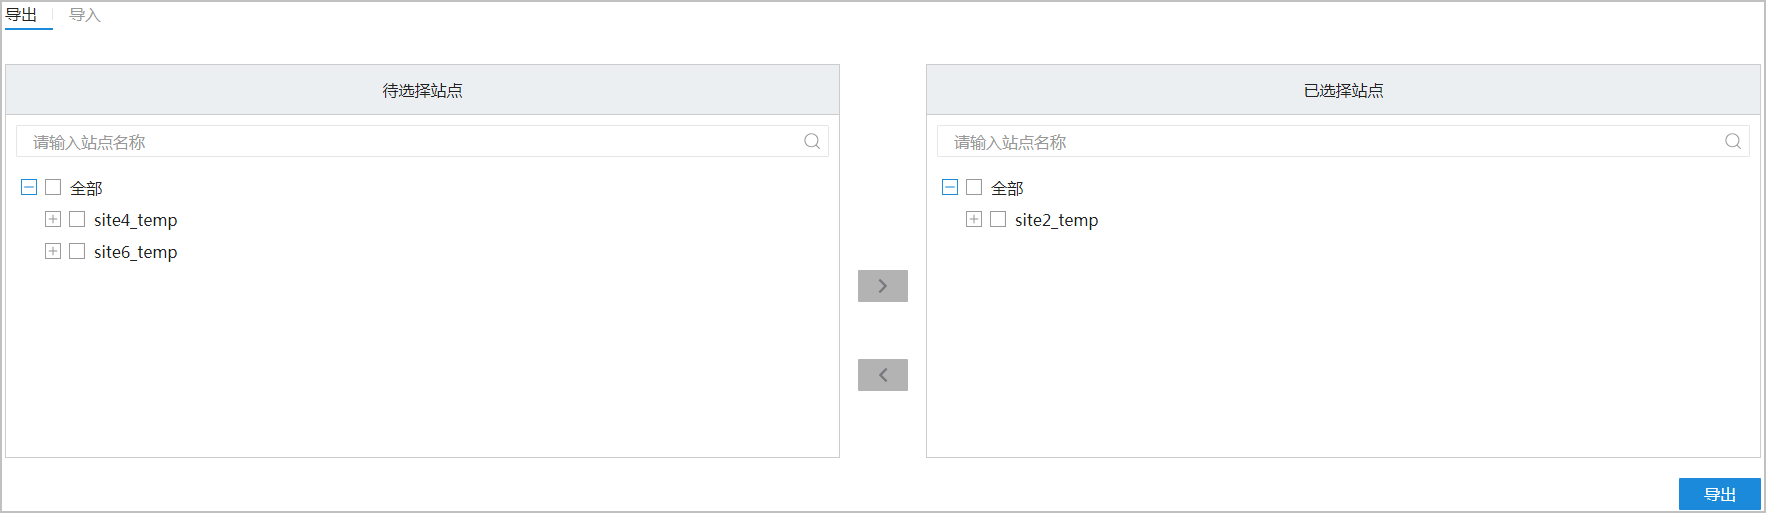 导出 导入
待选择站点
请输入站点名称
全部
site4_temp
site6_temp
已选择站点
请输入站点名称
全部
site2_temp
导出